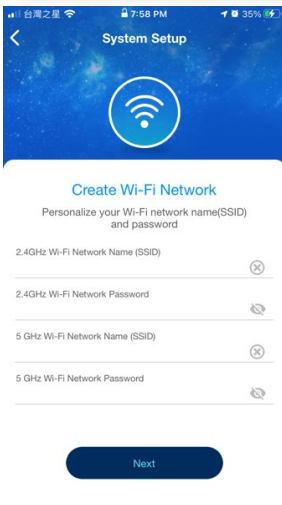 台灣之星 7:58 PM 35%
System Setup
Create Wi-Fi Network
Personalize your Wi-Fi network name(SSID)
and password
2.4GHz Wi-Fi Network Name (SSID)
2.4GHz Wi-Fi Network Password
5 GHz Wi-Fi Network Name (SSID)
5 GHz Wi-Fi Network Password
Next